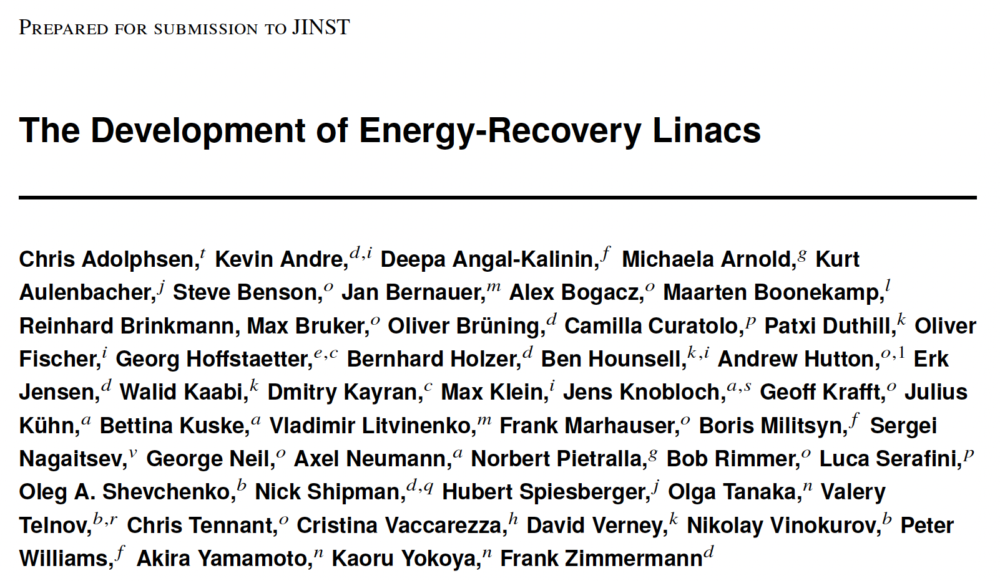 Prepared for submission to JINST
The Development of Energy-Recovery Linacs
Chris Adolphsen,t Kevin Andre,d,i Deepa Angal-Kalinin,f Michaela Arnold,g Kurt
Aulenbacher,j Steve Benson,o Jan Bernauer,m Alex Bogacz,o Maarten Boonekamp,l
Reinhard Brinkmann, Max Bruker,o Oliver Brüning,d Camilla Curatolo,p Patxi Duthill,k Oliver
Fischer,i Georg Hoffstaetter,e,c Bernhard Holzer,d Ben Hounsell,k,i Andrew Hutton,o,1 Erk
Jensen,d Walid Kaabi,k Dmitry Kayran,c Max Klein,i Jens Knobloch,a,s Geoff Krafft,o Julius
Kühn,a Bettina Kuske,a Vladimir Litvinenko,m Frank Marhauser,o Boris Militsyn,f Sergei
Nagaitsev,v George Neil,o Axel Neumann,a Norbert Pietralla,g Bob Rimmer,o Luca Serafini,p
Oleg A. Shevchenko,b Nick Shipman,d,q Hubert Spiesberger,j Olga Tanaka,n Valery
Telnov,b,r Chris Tennant,o Cristina Vaccarezza,h David Verney,k Nikolay Vinokurov,b Peter
Williams,f Akira Yamamoto,n Kaoru Yokoya,n Frank Zimmermannd